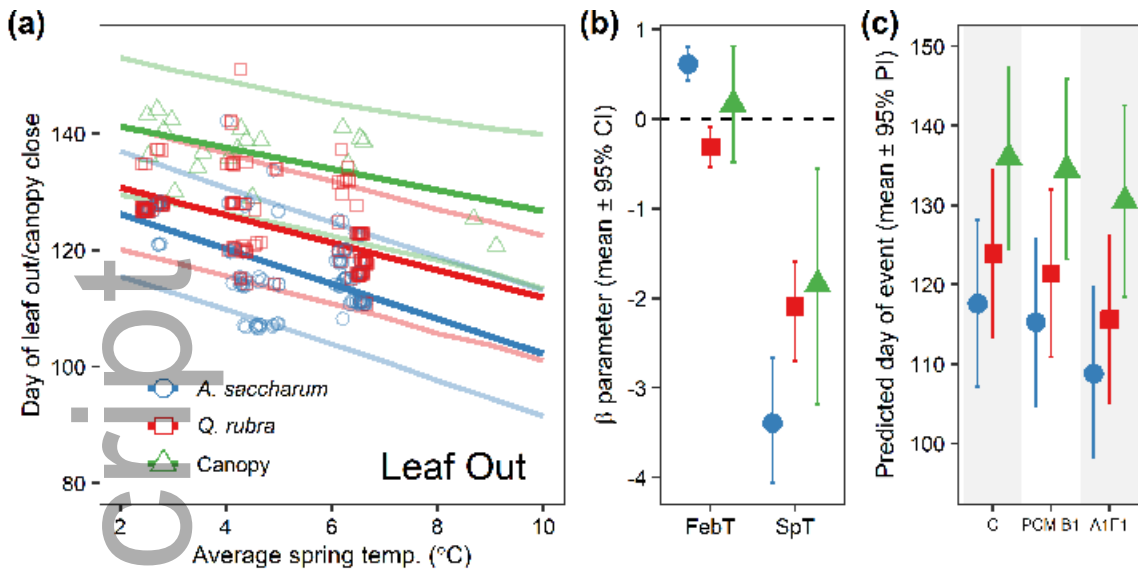 (a)
Day of leaf out/canopy close
140
120
100
80
2
4
6
8
10
Average spring temp. (°C)
A. saccharum
Q. rubra
Canopy
Leaf Out
cript
(b)
β parameter (mean ± 95% CI)
1
0
-1
-2
-3
-4
FebT
SpT
(c)
Predicted day of event (mean ± 95% PI)
150
140
130
120
110
100
C
PCM B1